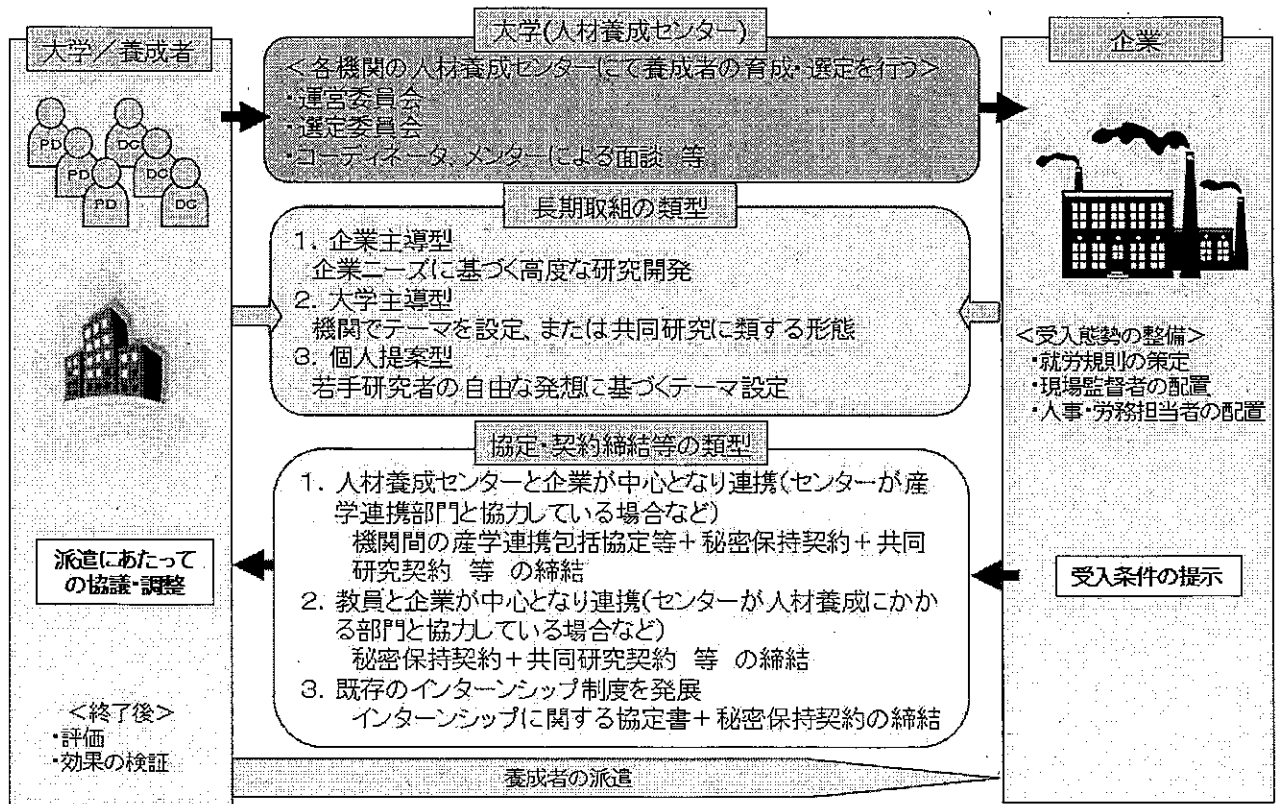 大学/養成者
PD
DC
PD
DC
PD
DC
派遣にあたって
の協議・調整
<終了後>
・評価
・効果の検証
大学(人材養成センター)
<各機関の人材養成センターにて養成者の育成・選定を行う>
・運営委員会
・選定委員会
・コーディネータ、メンターによる面談 等
長期取組の類型
1. 企業主導型
企業ニーズに基づく高度な研究開発
2. 大学主導型
機関でテーマを設定、または共同研究に類する形態
3. 個人提案型
若手研究者の自由な発想に基づくテーマ設定
協定・契約締結等の類型
1. 人材養成センターと企業が中心となり連携(センターが産
学連携部門と協力している場合など)
機関間の産学連携包括協定等+秘密保持契約+共同
研究契約 等 の締結
2. 教員と企業が中心となり連携(センターが人材養成にかか
る部門と協力している場合など)
秘密保持契約+共同研究契約 等 の締結
3. 既存のインターンシップ制度を発展
インターンシップに関する協定書+秘密保持契約の締結
養成者の派遣
企業
<受入態勢の整備>
・就労規則の策定
・現場監督者の配置
・人事・労務担当者の配置
受入条件の提示